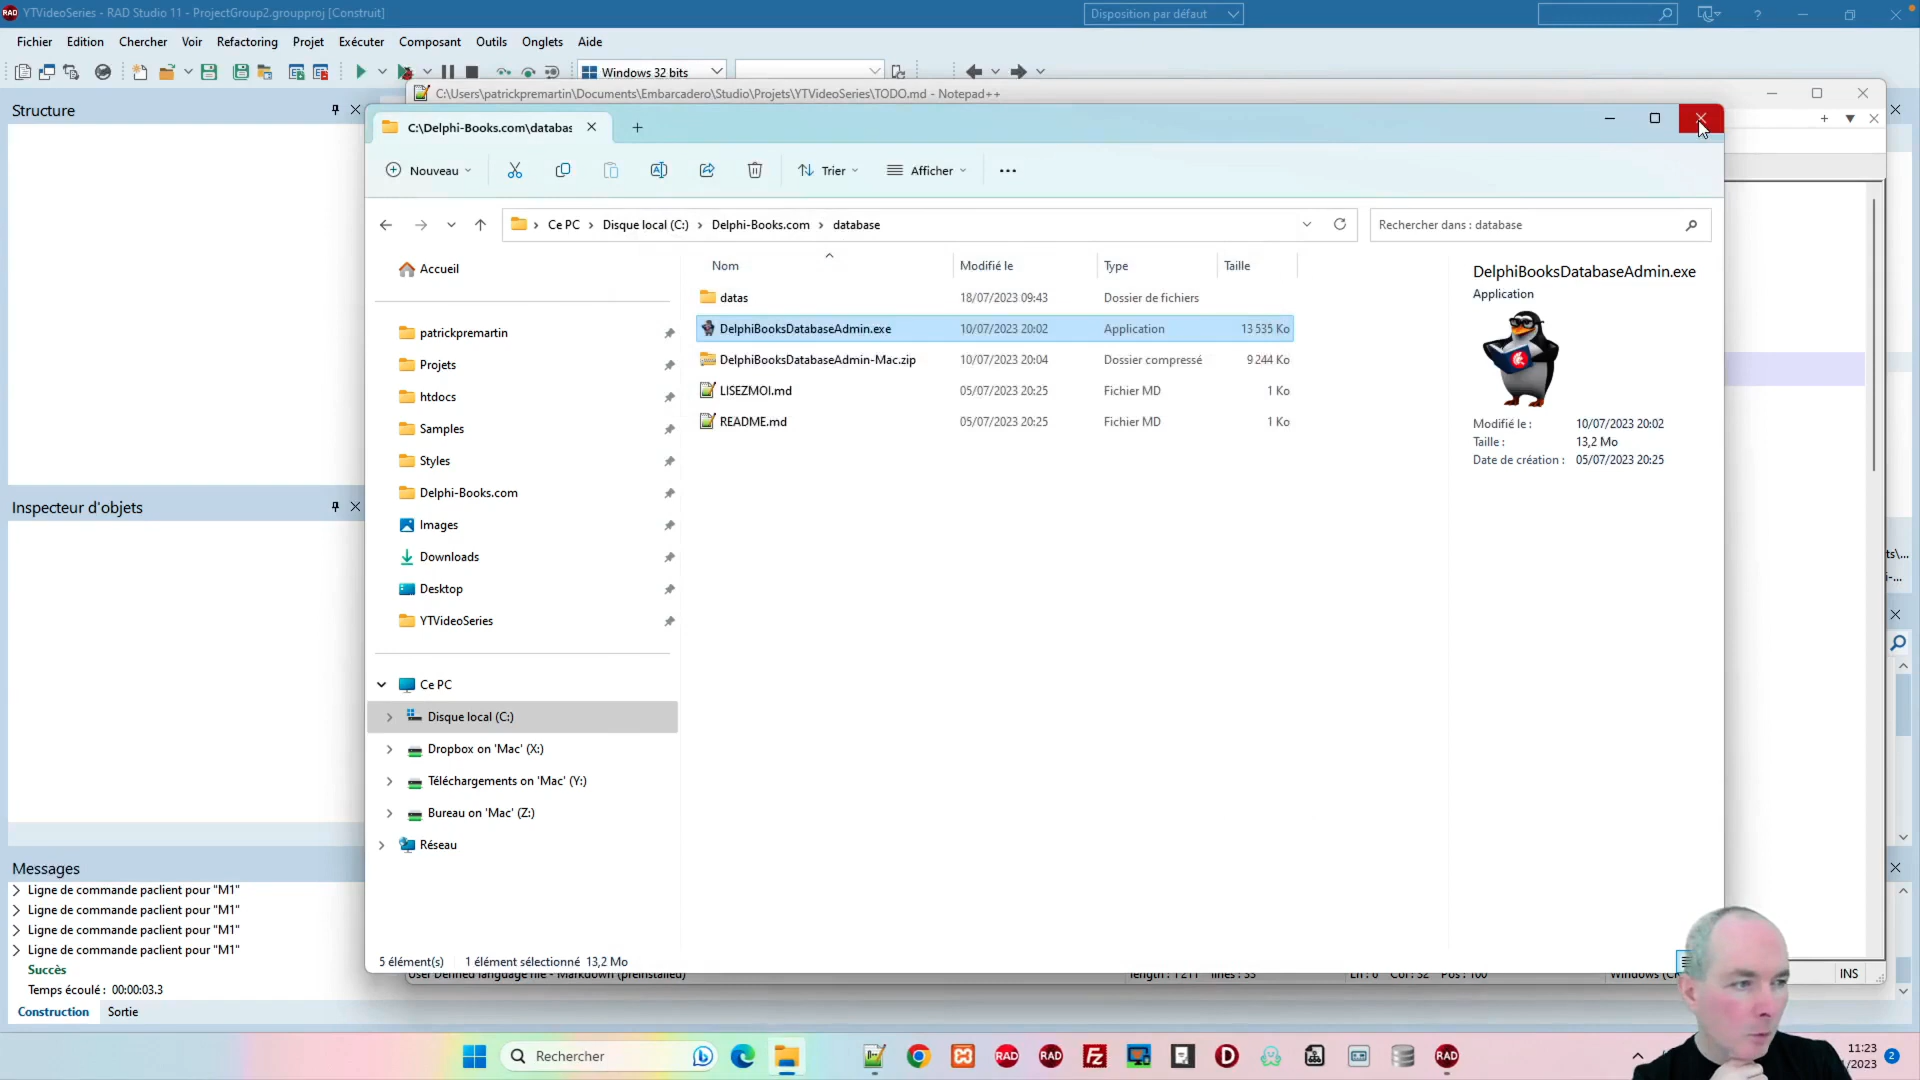 YTVideoSeries - RAD Studio 11 - ProjectGroup2.groupproj [Construit]
Disposition par défaut
Fichier Edition Chercher Voir Refactoring Projet Exécuter Composant Outils Onglets Aide
Windows 32 bits
Structure
C:\Users\patrickpremartin\Documents\Embarcadero\Studio\Projets\YTVideoSeries\TODO.md - Notepad++
C:\Delphi-Books.com\databas
Nouveau
Trier
Afficher
Ce PC > Disque local (C:) > Delphi-Books.com > database
Rechercher dans : database
Nom Modifié le Type Taille
datas 18/07/2023 09:43 Dossier de fichiers
DelphiBooksDatabaseAdmin.exe 10/07/2023 20:02 Application 13 535 Ko
DelphiBooksDatabaseAdmin-Mac.zip 10/07/2023 20:04 Dossier compressé 9 244 Ko
LISEZMOI.md 05/07/2023 20:25 Fichier MD 1 Ko
README.md 05/07/2023 20:25 Fichier MD 1 Ko
Accueil
patrickpremartin
Projets
htdocs
Samples
Styles
Delphi-Books.com
Images
Downloads
Desktop
YTVideoSeries
Ce PC
Disque local (C:)
Dropbox on 'Mac' (X:)
Téléchargements on 'Mac' (Y:)
Bureau on 'Mac' (Z:)
Réseau
DelphiBooksDatabaseAdmin.exe
Application
Modifié le : 10/07/2023 20:02
Taille : 13,2 Mo
Date de création : 05/07/2023 20:25
5 élément(s) 1 élément sélectionné 13,2 Mo
Inspecteur d'objets
Messages
Ligne de commande paclient pour "M1"
Ligne de commande paclient pour "M1"
Ligne de commande paclient pour "M1"
Ligne de commande paclient pour "M1"
Succès
Temps écoulé : 00:00:03.3
Construction Sortie
INS
Rechercher
RAD
RAD
RAD
11:23
2